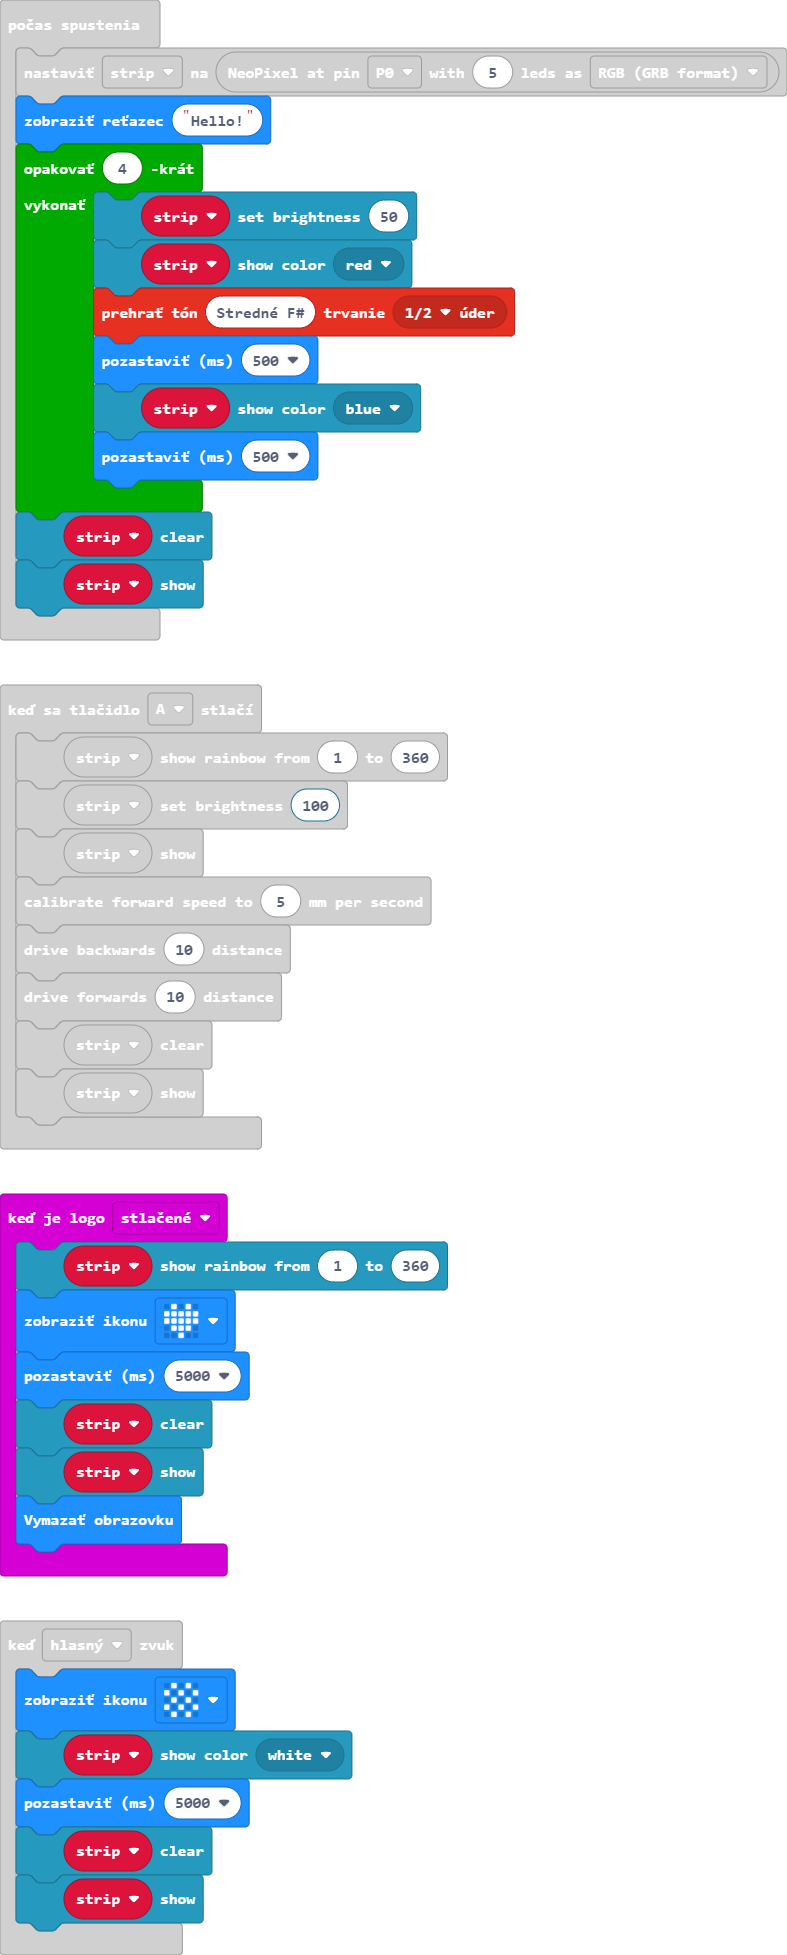 počas spustenia
nastaviť strip na NeoPixel at pin P0 with 5 leds as RGB (GRB format)
zobraziť reťazec "Hello!"
opakovať 4 -krát
vykonať
strip set brightness 50
strip show color red
prehrať tón Stredné F# trvanie 1/2 úder
pozastaviť (ms) 500
strip show color blue
pozastaviť (ms) 500
strip clear
strip show
keď sa tlačidlo A stlačí
strip show rainbow from 1 to 360
strip set brightness 100
strip show
calibrate forward speed to 5 mm per second
drive backwards 10 distance
drive forwards 10 distance
strip clear
strip show
keď je logo stlačené
strip show rainbow from 1 to 360
zobraziť ikonu
pozastaviť (ms) 5000
strip clear
strip show
Vymazať obrazovku
keď hlasný zvuk
zobraziť ikonu
strip show color white
pozastaviť (ms) 5000
strip clear
strip show